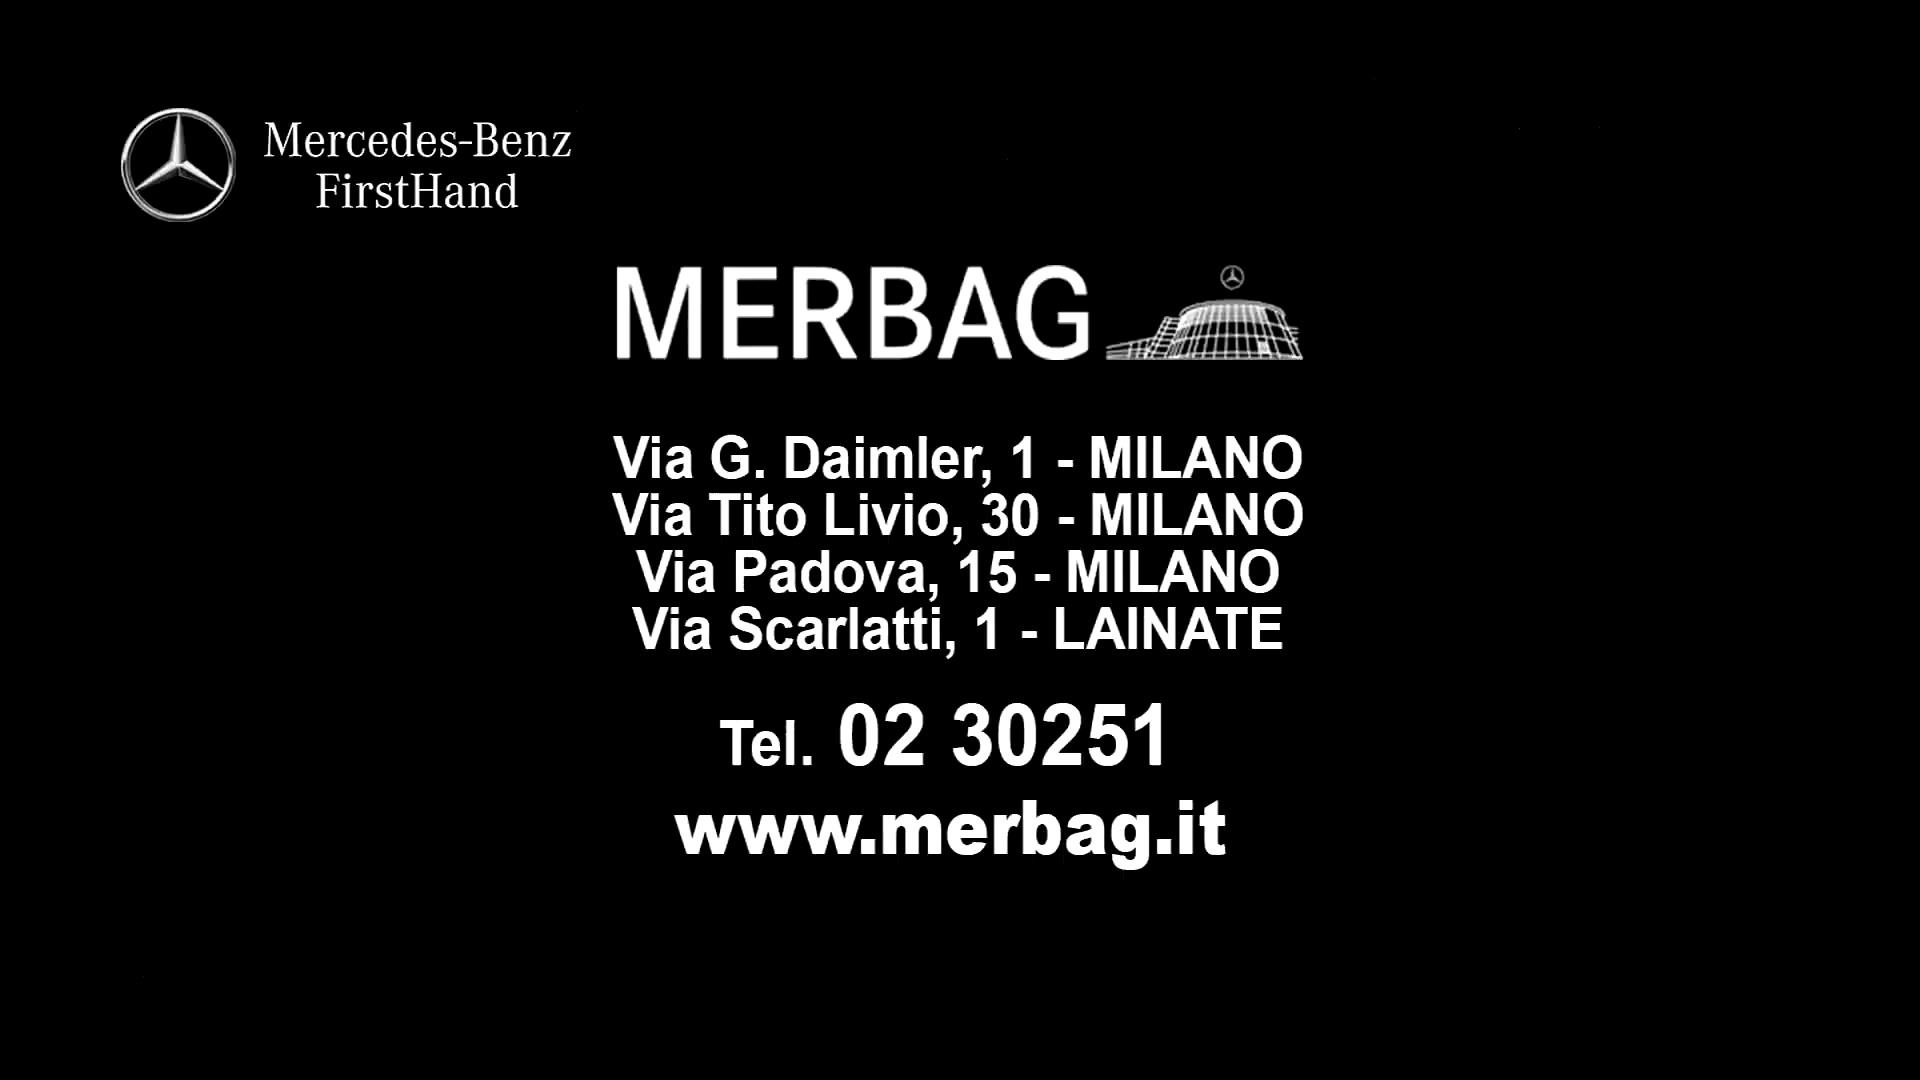 Mercedes-Benz
FirstHand
MERBAG
Via G. Daimler, 1 - MILANO
Via Tito Livio, 30 - MILANO
Via Padova, 15 - MILANO
Via Scarlatti, 1 - LAINATE
Tel. 02 30251
www.merbag.it